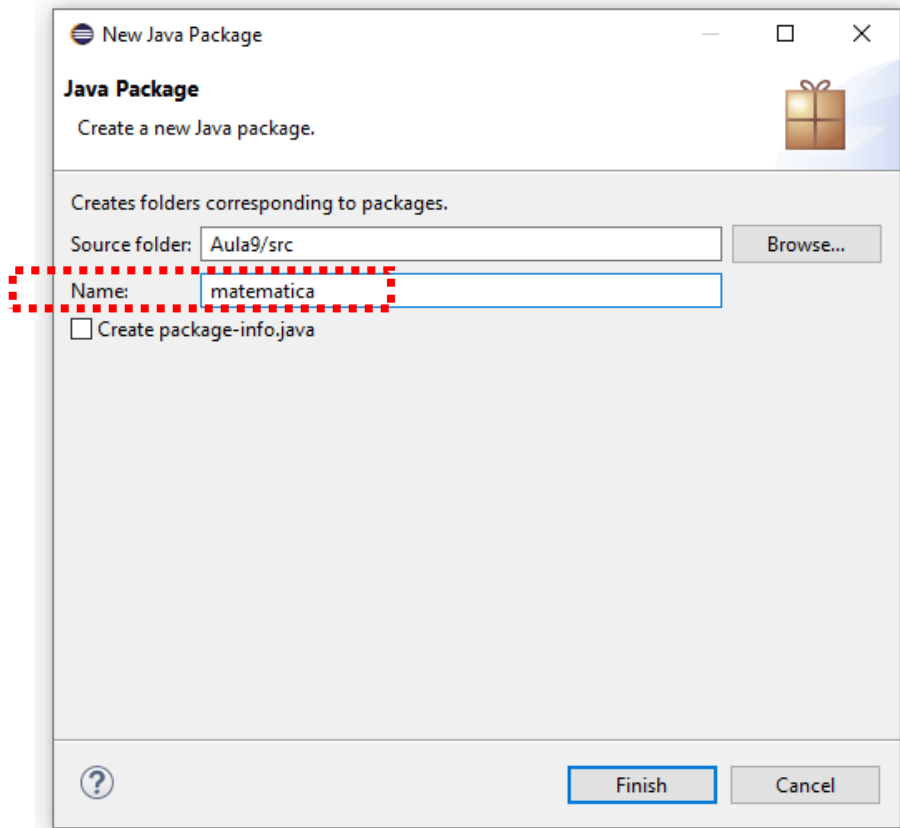 New Java Package
Java Package
Create a new Java package.
Creates folders corresponding to packages.
Source folder: Aula9/src Browse...
Name: matematica
Create package-info.java
? Finish Cancel